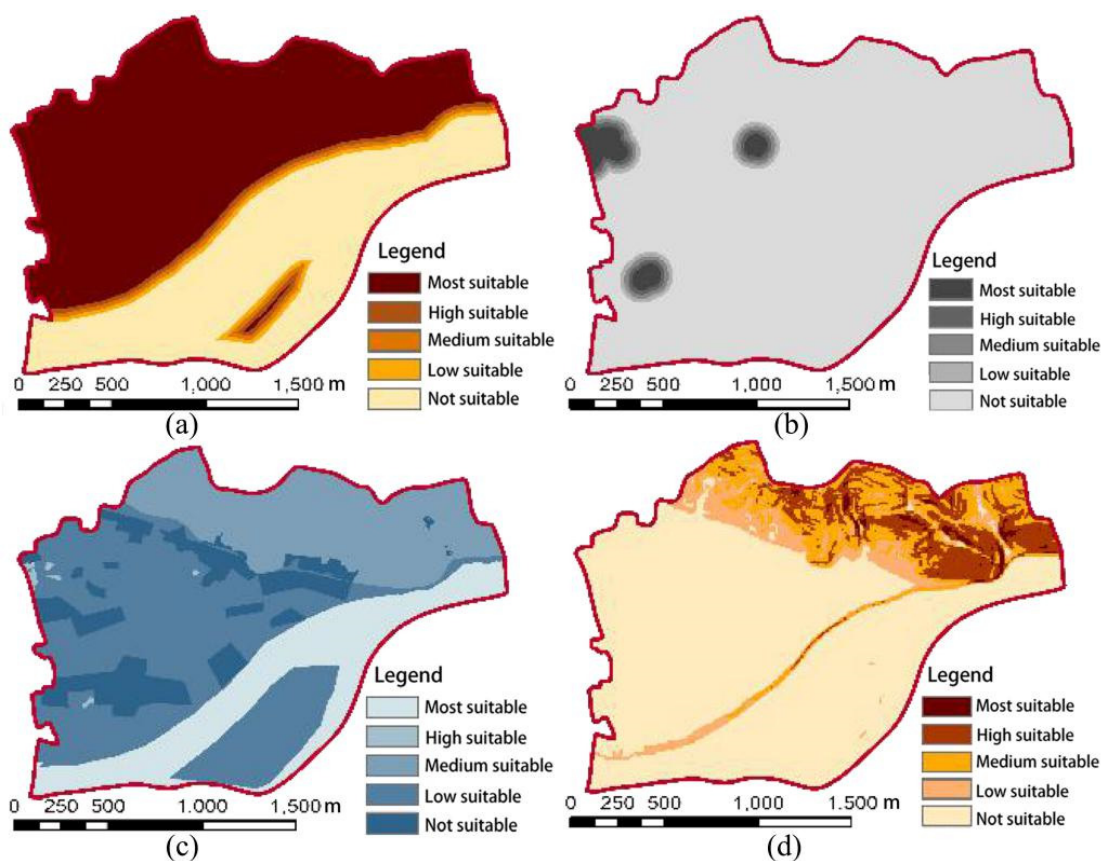 Legend
Most suitable
High suitable
Medium suitable
Low suitable
Not suitable
0 250 500 1,000 1,500 m
(a)
Legend
Most suitable
High suitable
Medium suitable
Low suitable
Not suitable
0 250 500 1,000 1,500 m
(b)
Legend
Most suitable
High suitable
Medium suitable
Low suitable
Not suitable
0 250 500 1,000 1,500 m
(c)
Legend
Most suitable
High suitable
Medium suitable
Low suitable
Not suitable
0 250 500 1,000 1,500 m
(d)